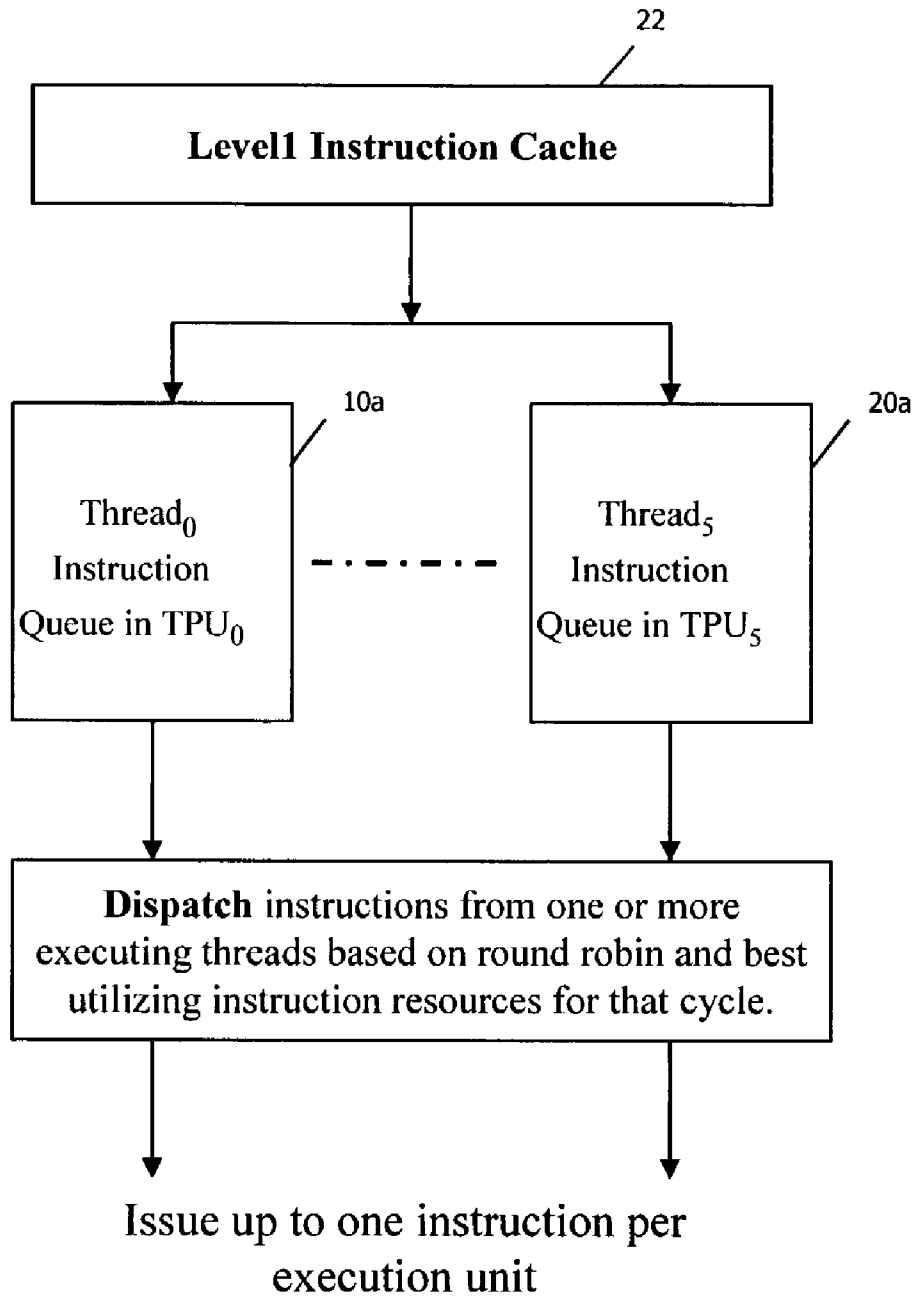 22
Level1 Instruction Cache
10a
20a
Thread₀
Instruction
Queue in TPU₀
Thread₅
Instruction
Queue in TPU₅
Dispatch instructions from one or more
executing threads based on round robin and best
utilizing instruction resources for that cycle.
Issue up to one instruction per
execution unit